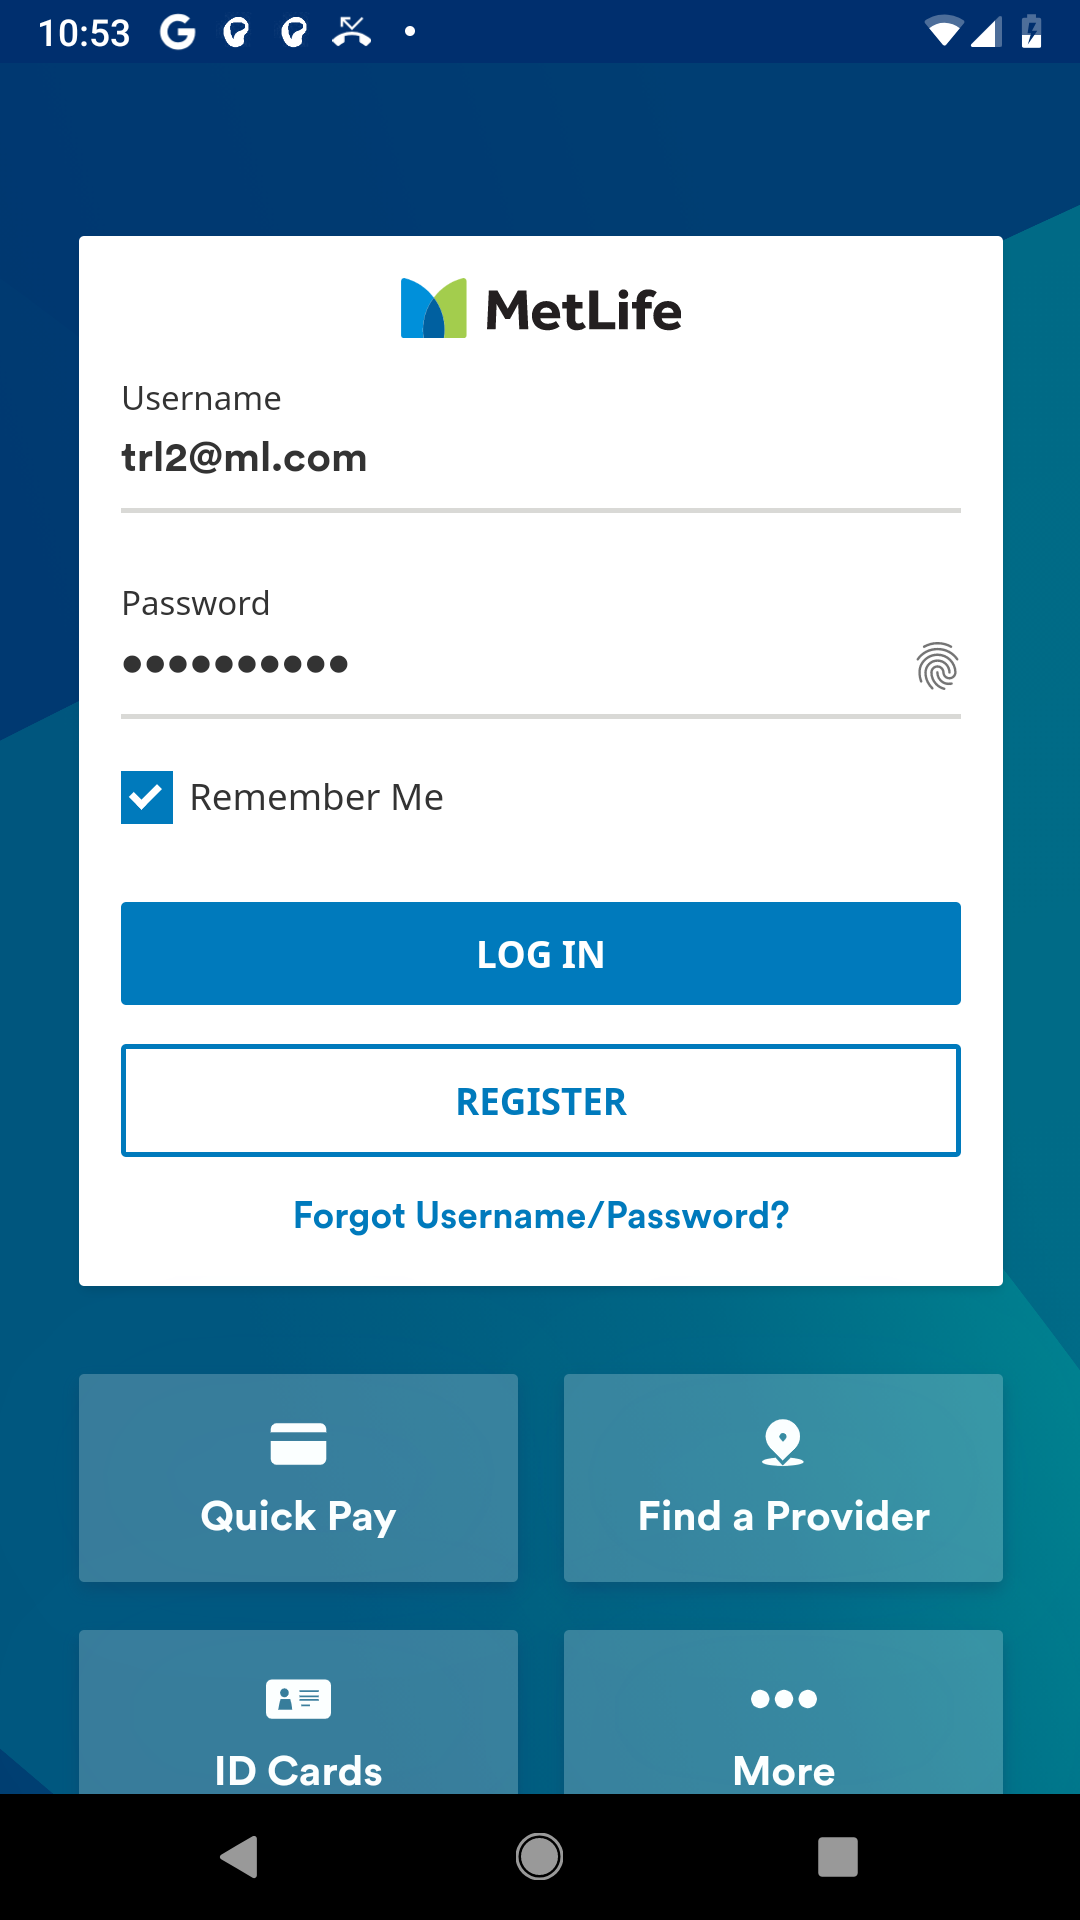 10:53
MetLife
Username
trl2@ml.com
Password
••••••••••
Remember Me
LOG IN
REGISTER
Forgot Username/Password?
Quick Pay
Find a Provider
ID Cards
More